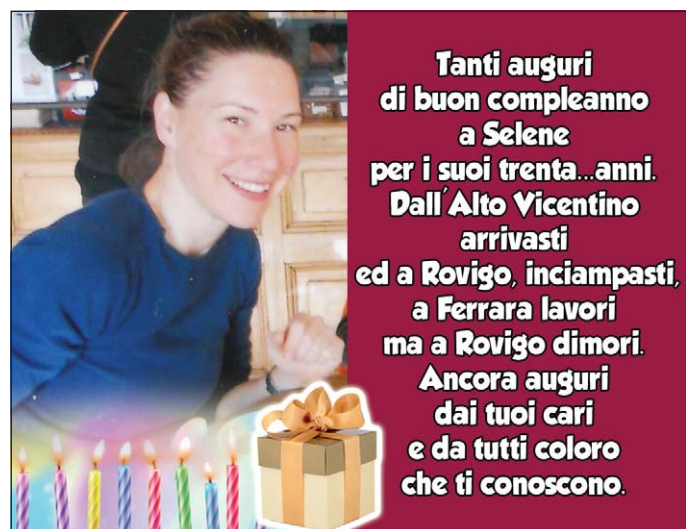 Tanti auguri
di buon compleanno
a Selene
per i suoi trenta...anni.
Dall'Alto Vicentino
arrivasti
ed a Rovigo, inciampasti,
a Ferrara lavori
ma a Rovigo dimori.
Ancora auguri
dai tuoi cari
e da tutti coloro
che ti conoscono.